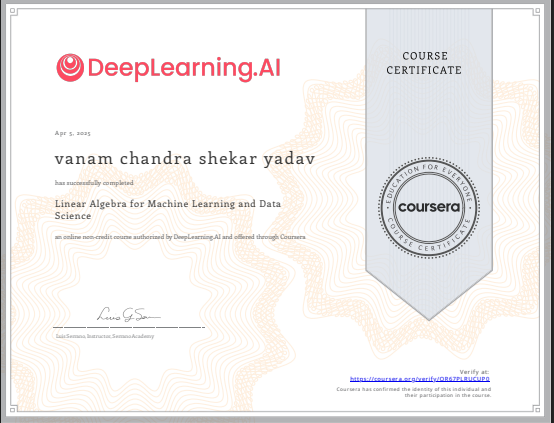 DeepLearning.AI
COURSE
CERTIFICATE
Apr 5, 2025
vanam chandra shekar yadav
has successfully completed
Linear Algebra for Machine Learning and Data
Science
an online non-credit course authorized by DeepLearning.AI and offered through Coursera
EDUCATION FOR EVERYONE
coursera
COURSE CERTIFICATE
Luis Serrano, Instructor, Serrano Academy
Verify at:
https://coursera.org/verify/OR67PLRUCUP0
Coursera has confirmed the identity of this individual and
their participation in the course.